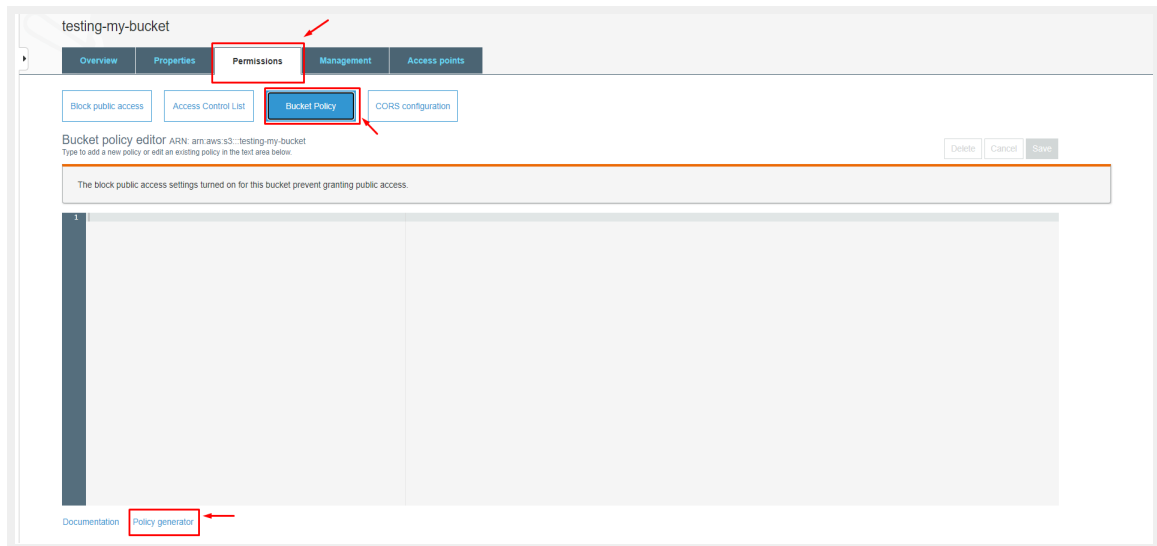 testing-my-bucket
Overview Properties Permissions Management Access points
Block public access Access Control List Bucket Policy CORS configuration
Bucket policy editor ARN: arn:aws:s3:::testing-my-bucket
Type to add a new policy or edit an existing policy in the text area below.
Delete Cancel Save
The block public access settings turned on for this bucket prevent granting public access.
1
Documentation Policy generator